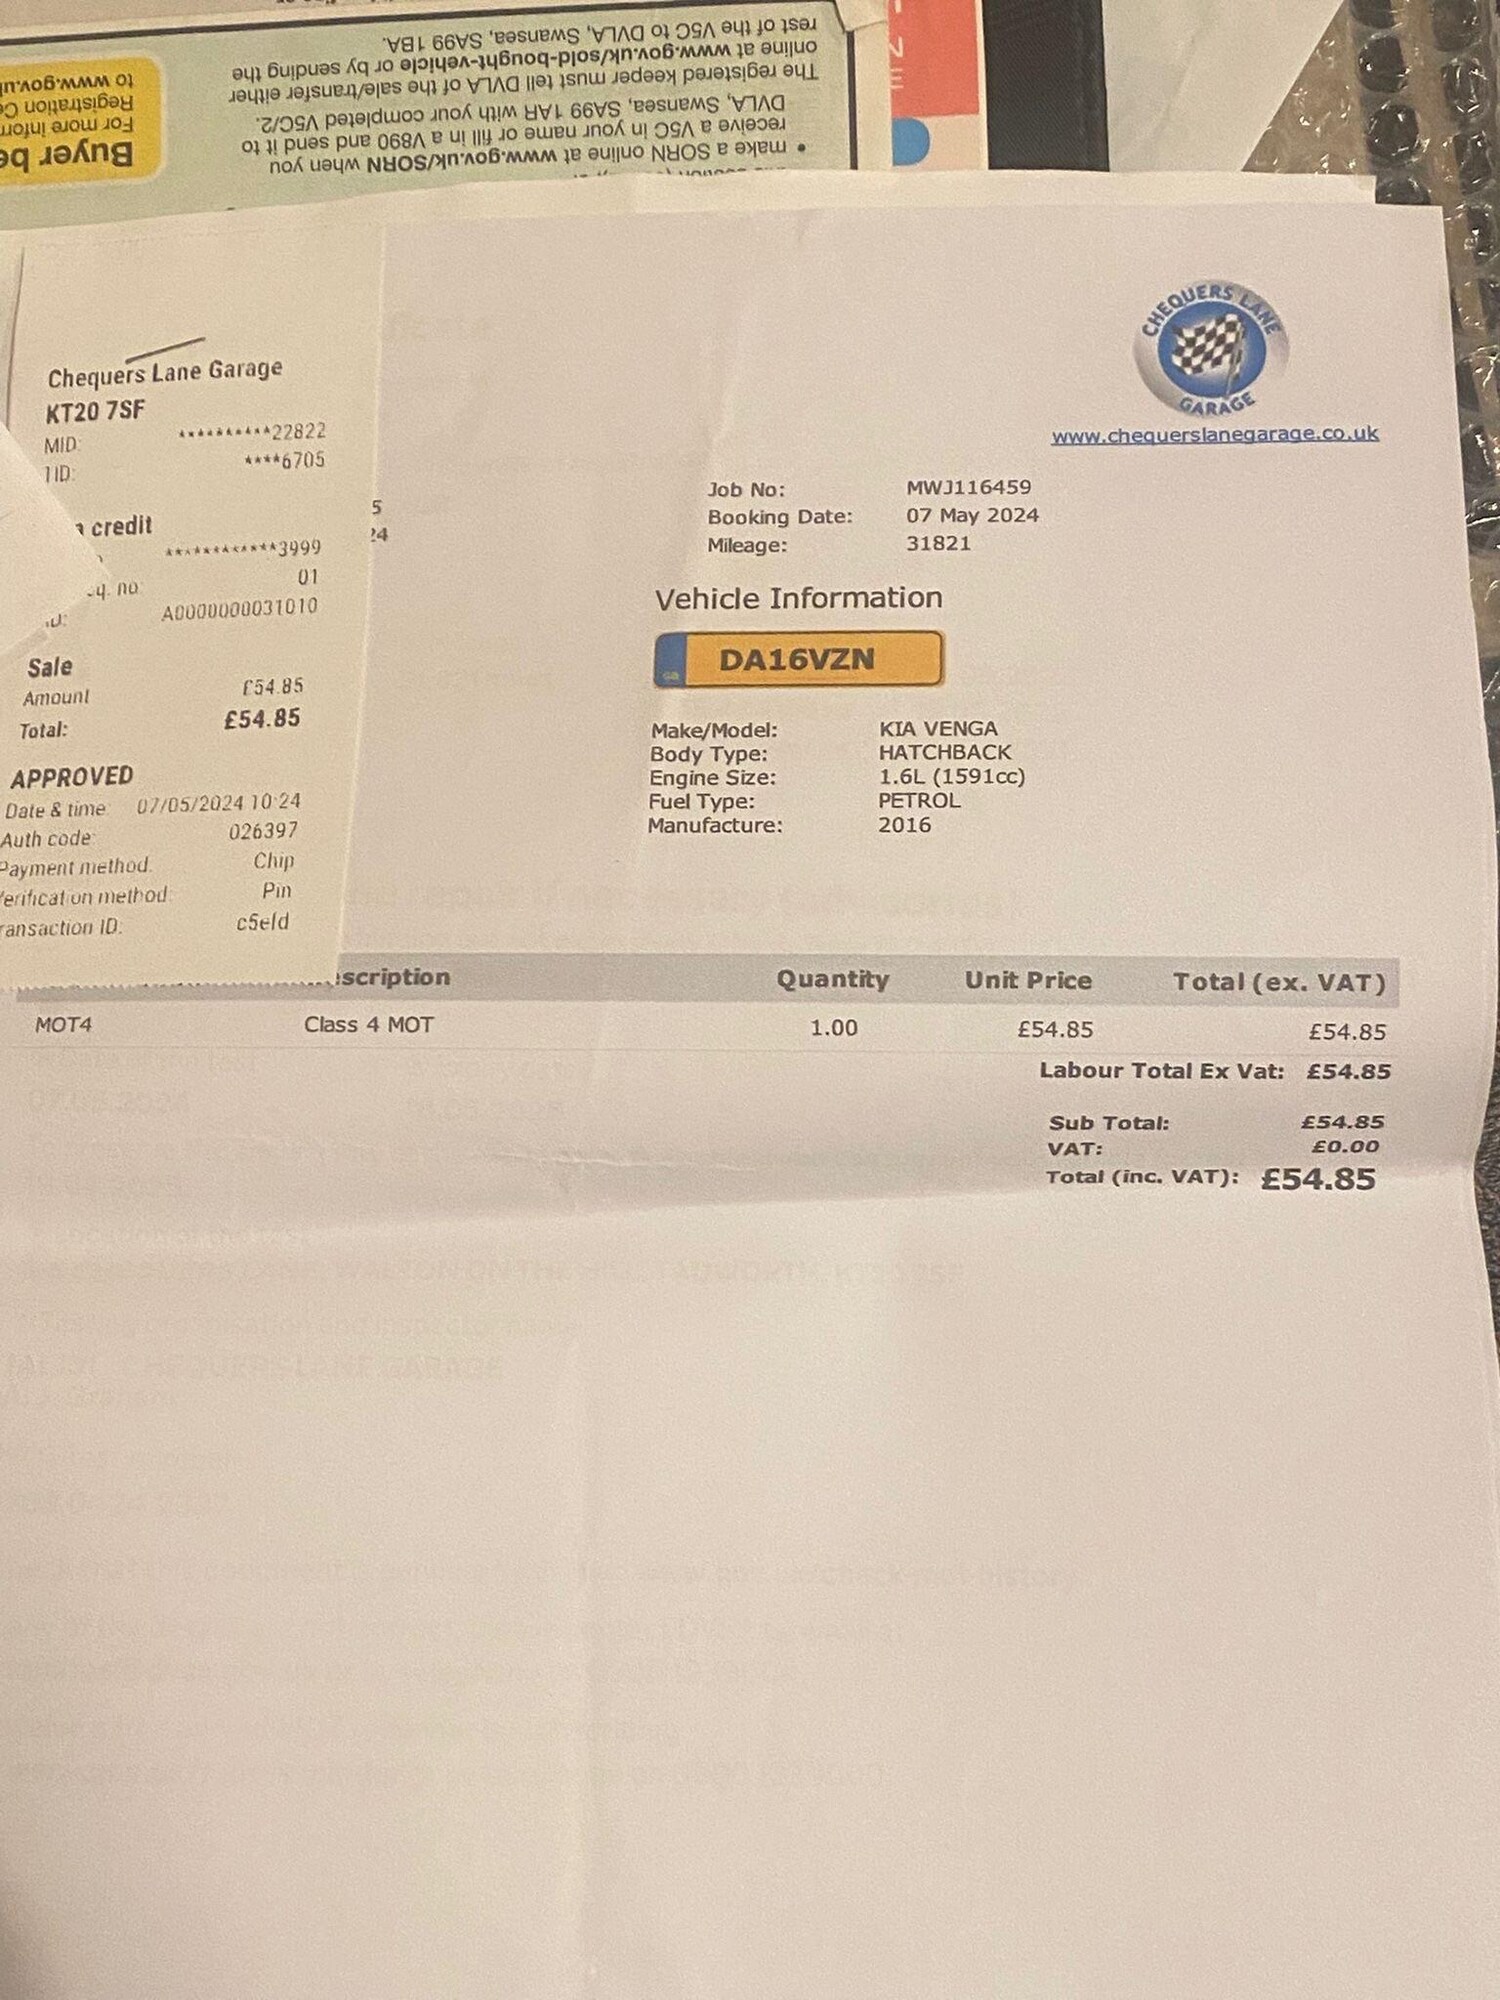 rest of the V5C to DVLA, Swansea, SA99 1BA.
online at www.gov.uk/sold-bought-vehicle or by sending the
The registered keeper must tell DVLA of the sale/transfer either
DVLA, Swansea, SA99 1AR with your completed V5C/2.
receive a V5C in your name or fill in a V890 and send it to
• make a SORN online at www.gov.uk/SORN when you
to www.gov.u
Registration Ce
For more inform
Buyer be
CHEQUERS LANE
GARAGE
www.chequerslanegarage.co.uk
Chequers Lane Garage
KT20 7SF
MID: **********22822
TID: ****6705
credit
************3999
q. no: 01
A0000000031010
Sale
Amount £54.85
Total: £54.85
APPROVED
Date & time: 07/05/2024 10:24
Auth code: 026397
Payment method: Chip
Verification method: Pin
ransaction ID: c5eld
5
24
Job No: MWJ116459
Booking Date: 07 May 2024
Mileage: 31821
Vehicle Information
GB DA16VZN
Make/Model: KIA VENGA
Body Type: HATCHBACK
Engine Size: 1.6L (1591cc)
Fuel Type: PETROL
Manufacture: 2016
scription Quantity Unit Price Total (ex. VAT)
MOT4 Class 4 MOT 1.00 £54.85 £54.85
Labour Total Ex Vat: £54.85
Sub Total: £54.85
VAT: £0.00
Total (inc. VAT): £54.85